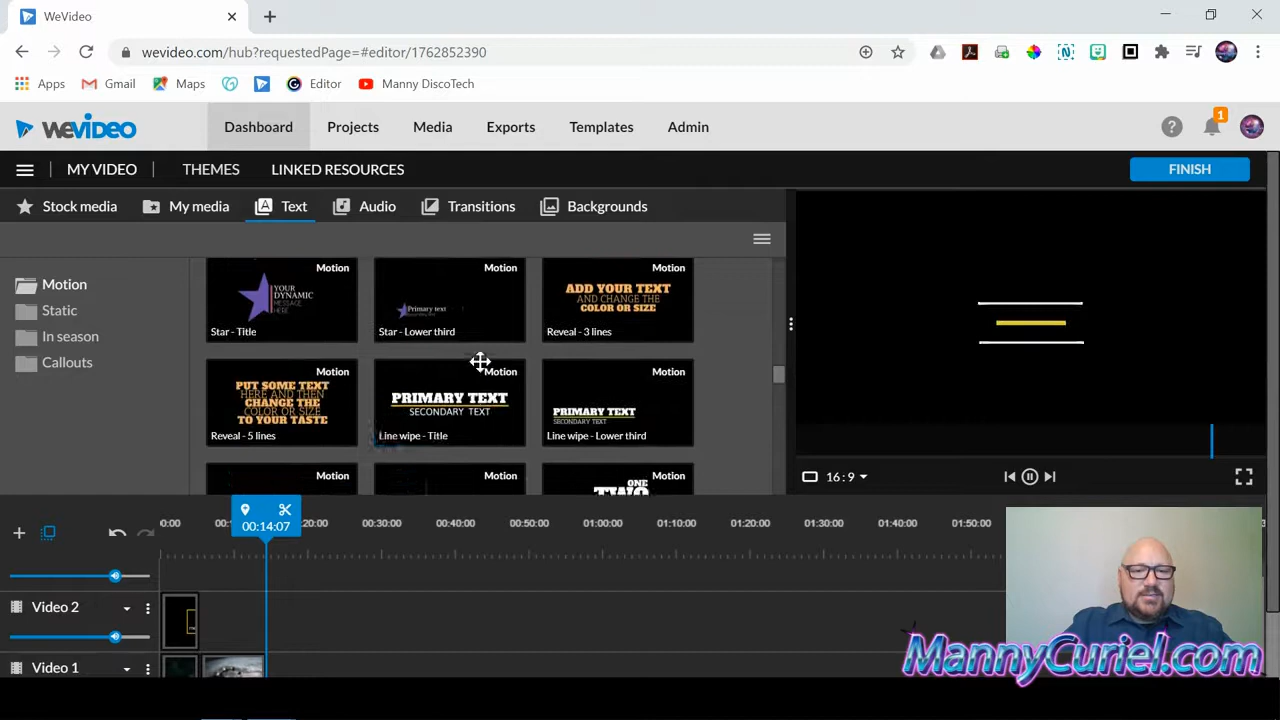 WeVideo
wevideo.com/hub?requestedPage=#editor/1762852390
Apps
Gmail
Maps
Editor
Manny DiscoTech
WEVIDEO
Dashboard
Projects
Media
Exports
Templates
Admin
1
MY VIDEO
THEMES
LINKED RESOURCES
FINISH
Stock media
My media
Text
Audio
Transitions
Backgrounds
Motion
Static
In season
Callouts
Motion
YOUR
DYNAMIC
MESSAGE
HERE
Star - Title
Motion
Primary text
Star - Lower third
Motion
ADD YOUR TEXT
AND CHANGE THE
COLOR OR SIZE
Reveal - 3 lines
Motion
PUT SOME TEXT
HERE AND THEN
CHANGE THE
COLOR OR SIZE
TO YOUR TASTE
Reveal - 5 lines
Motion
PRIMARY TEXT
SECONDARY TEXT
Line wipe - Title
Motion
PRIMARY TEXT
SECONDARY TEXT
Line wipe - Lower third
Motion
Motion
Motion
ONE
TWO
16:9
00:14:07
0:00
20:00
00:30:00
00:40:00
00:50:00
01:00:00
01:10:00
01:20:00
01:30:00
01:40:00
01:50:00
Video 2
Video 1
MannyCuriel.com